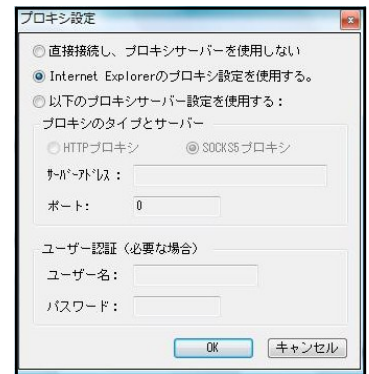 プロキシ設定
直接接続し、プロキシサーバーを使用しない
Internet Explorerのプロキシ設定を使用する。
以下のプロキシサーバー設定を使用する：
プロキシのタイプとサーバー
HTTPプロキシ SOCKS5プロキシ
ｻｰﾊﾞｰｱﾄﾞﾚｽ：
ポート： 0
ユーザー認証（必要な場合）
ユーザー名：
パスワード：
OK キャンセル